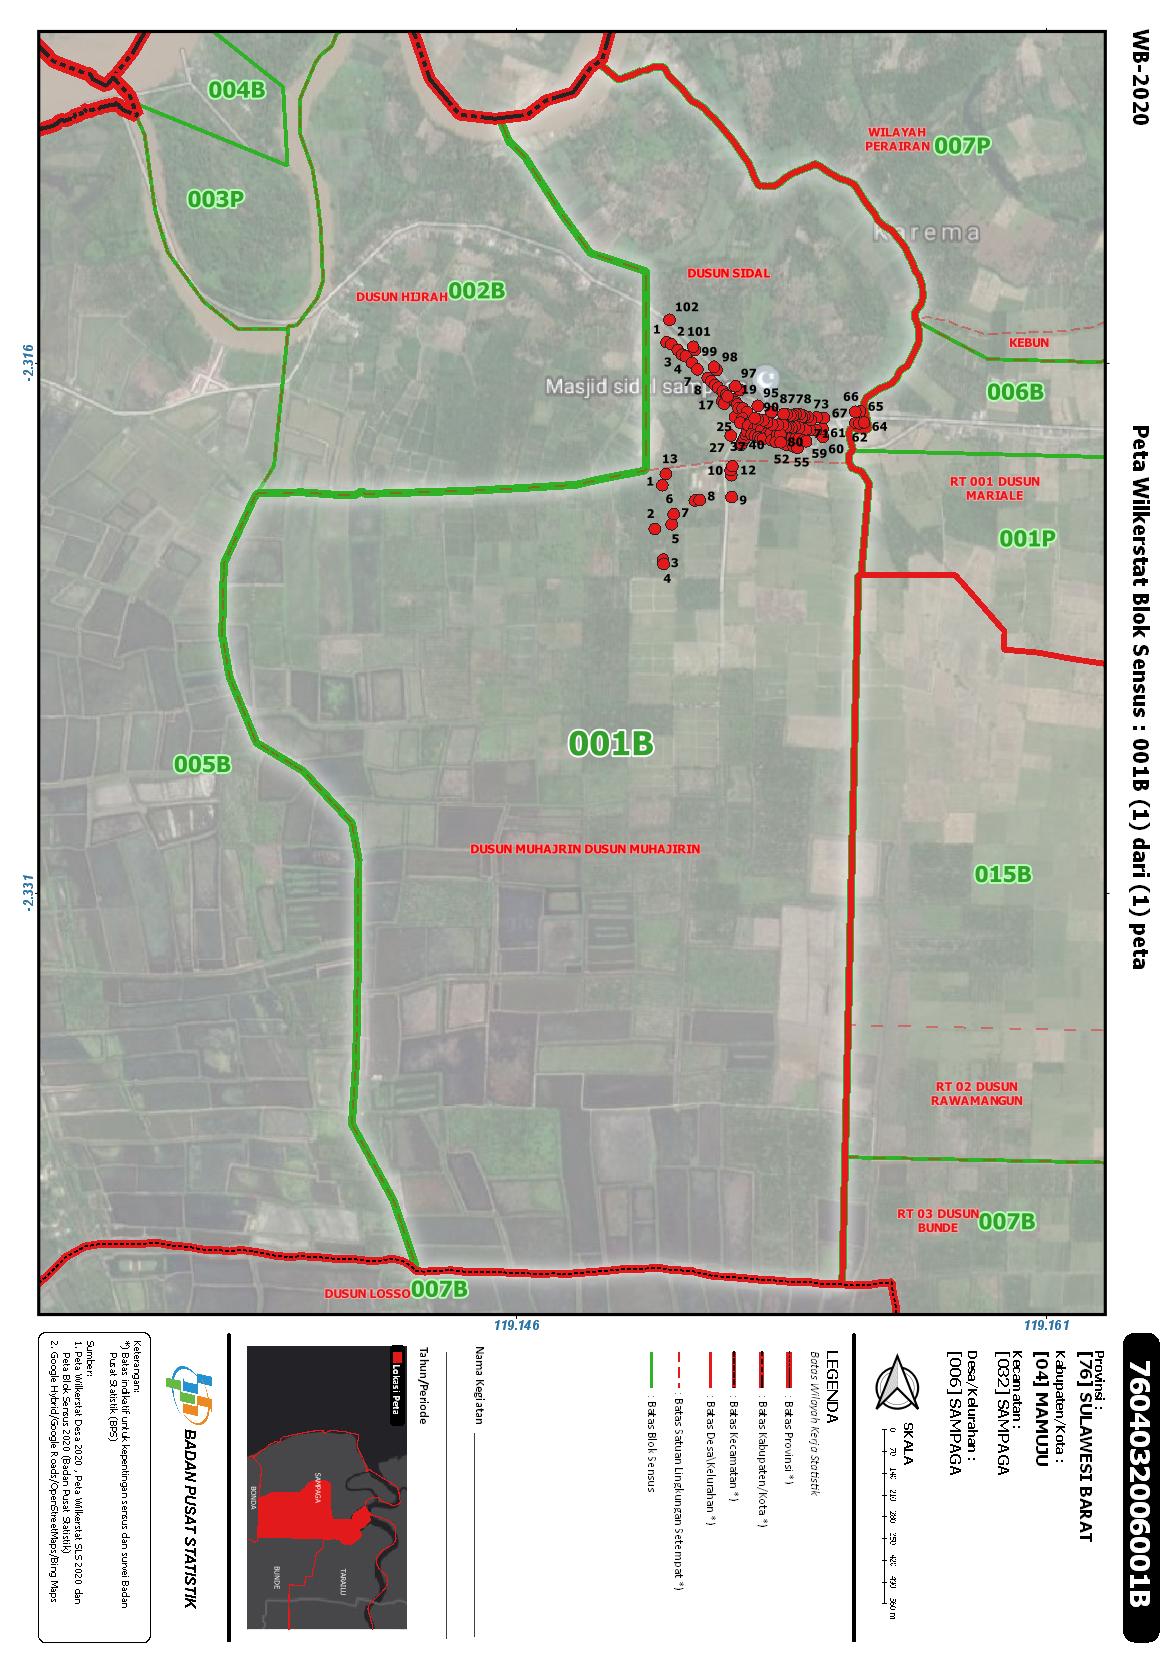 WB-2020
Peta Wilkerstat Blok Sensus : 001B (1) dari (1) peta
004B
003P
WILAYAH
PERAIRAN 007P
Karema
DUSUN SIDAL
DUSUN HIJRAH 002B
KEBUN
006B
-2.316
102
1
2
101
3
4
99
98
7
8
97
19
17
95
90
87
78
73
66
65
67
64
61
62
71
25
27
37
40
80
52
55
59
60
13
10
12
1
6
8
9
2
7
5
3
4
RT 001 DUSUN
MARIALE
001P
001B
005B
DUSUN MUHAJRIN DUSUN MUHAJIRIN
015B
-2.331
RT 02 DUSUN
RAWAMANGUN
RT 03 DUSUN
BUNDE 007B
DUSUN LOSSO 007B
119.146
119.161
7604032006001B
Provinsi :
[76] SULAWESI BARAT
Kabupaten/Kota :
[04] MAMUJU
Kecamatan :
[032] SAMPAGA
Desa/Kelurahan :
[006] SAMPAGA
SKALA
0 70 140 210 280 350 420 490 560 m
LEGENDA
Batas Wilayah Kerja Statistik
: Batas Provinsi *)
: Batas Kabupaten/Kota *)
: Batas Kecamatan *)
: Batas Desa\Kelurahan *)
: Batas Satuan Lingkungan Setempat *)
: Batas Blok Sensus
Nama Kegiatan
Tahun/Periode
Lokasi Peta
SAMPAGA
BONDA
TARAILU
BUNDE
BADAN PUSAT STATISTIK
Keterangan:
*) Batas indikatif untuk kepentingan sensus dan survei Badan
Pusat Statistik (BPS)
Sumber:
1. Peta Wilkerstat Desa 2020 , Peta Wilkerstat SLS 2020 dan
Peta Blok Sensus 2020 (Badan Pusat Statistik)
2. Google Hybrid/Google Roads/OpenStreetMaps/Bing Maps